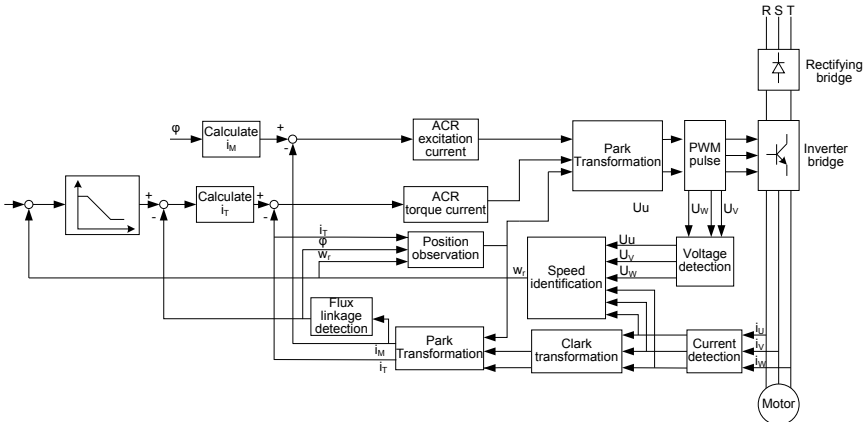 R S T
Rectifying
bridge
φ
Calculate
iM
+
-
ACR
excitation
current
Park
Transformation
PWM
pulse
Inverter
bridge
+
-
Calculate
iT
+
-
ACR
torque current
Uu
UW
UV
iT
φ
wr
Position
observation
wr
Speed
identification
Uu
UV
UW
Voltage
detection
Flux
linkage
detection
iM
iT
Park
Transformation
Clark
transformation
Current
detection
iU
iV
iW
Motor